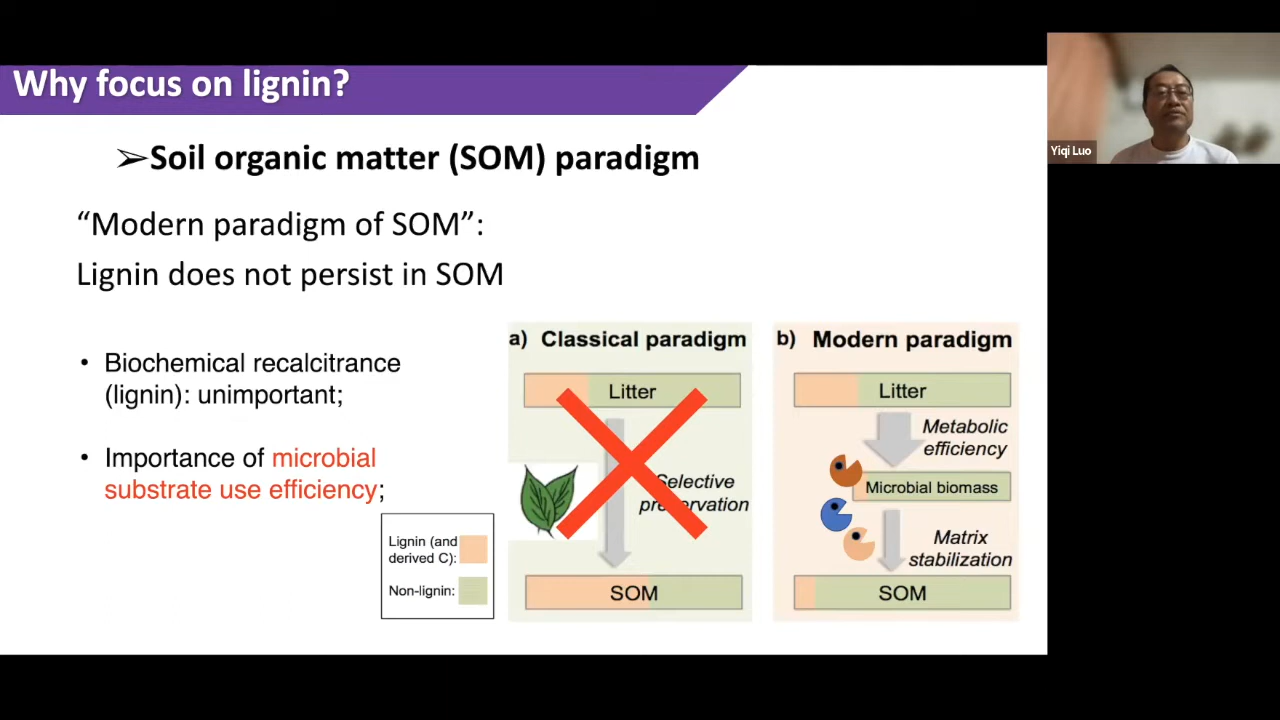 Why focus on lignin?
➢Soil organic matter (SOM) paradigm
“Modern paradigm of SOM”:
Lignin does not persist in SOM
• Biochemical recalcitrance
(lignin): unimportant;
• Importance of microbial
substrate use efficiency;
Lignin (and
derived C):
Non-lignin:
a) Classical paradigm
Litter
Selective
preservation
SOM
b) Modern paradigm
Litter
Metabolic
efficiency
Microbial biomass
Matrix
stabilization
SOM
Yiqi Luo